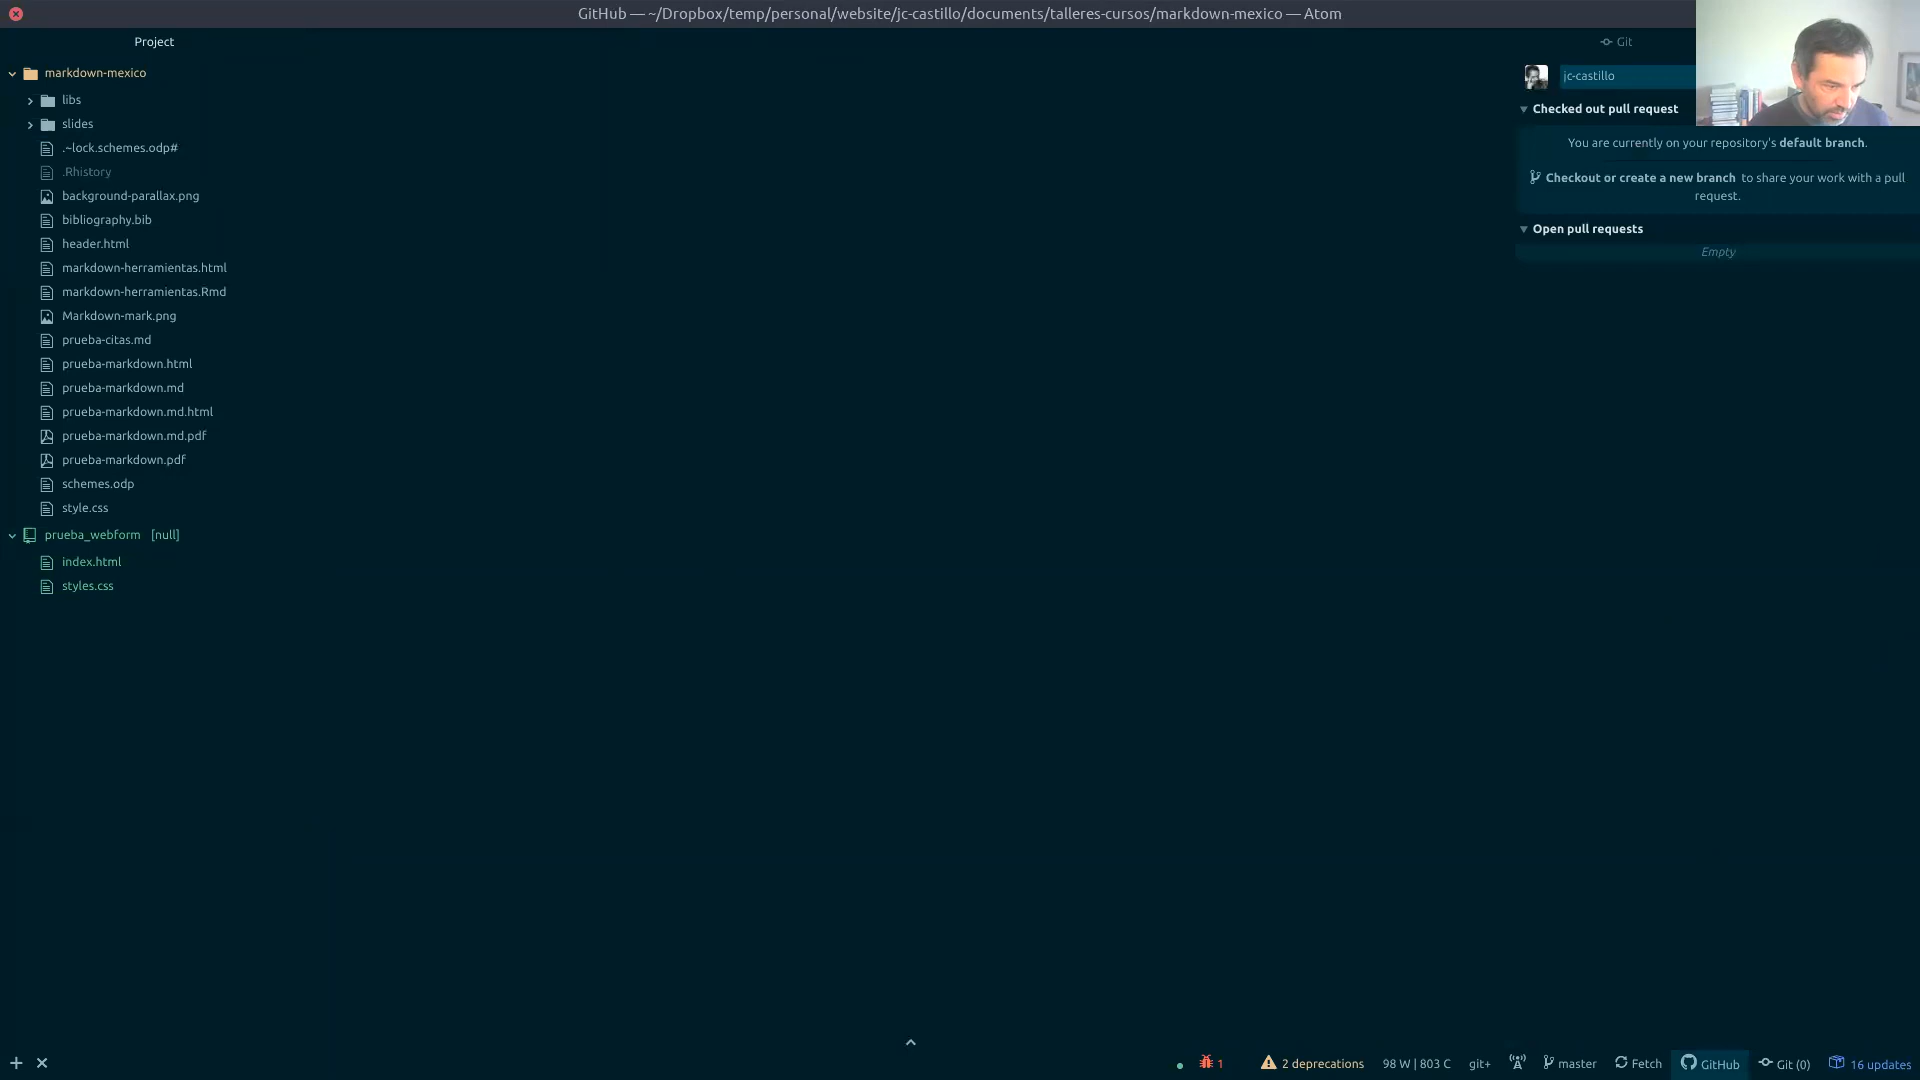 GitHub — ~/Dropbox/temp/personal/website/jc-castillo/documents/talleres-cursos/markdown-mexico — Atom
Project
markdown-mexico
libs
slides
.~lock.schemes.odp#
.Rhistory
background-parallax.png
bibliography.bib
header.html
markdown-herramientas.html
markdown-herramientas.Rmd
Markdown-mark.png
prueba-citas.md
prueba-markdown.html
prueba-markdown.md
prueba-markdown.md.html
prueba-markdown.md.pdf
prueba-markdown.pdf
schemes.odp
style.css
prueba_webform [null]
index.html
styles.css
Git
jc-castillo
Checked out pull request
You are currently on your repository's default branch.
Checkout or create a new branch to share your work with a pull
request.
Open pull requests
Empty
1 2 deprecations 98 W | 803 C git+ master Fetch GitHub Git (0) 16 updates